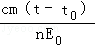 cm (t − t₀)
nE₀